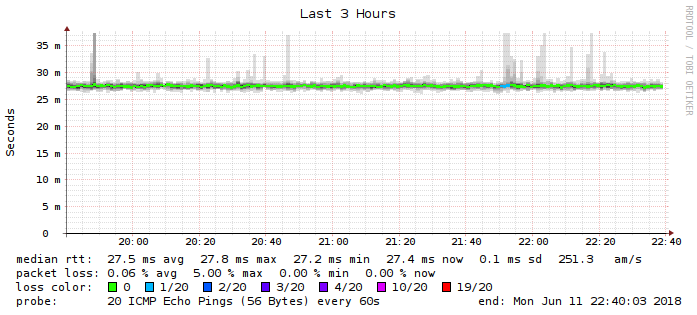 Last 3 Hours
RRDTOOL / TOBI OETIKER
Seconds
35 m
30 m
25 m
20 m
15 m
10 m
5 m
0
20:00 20:20 20:40 21:00 21:20 21:40 22:00 22:20 22:40
median rtt: 27.5 ms avg 27.8 ms max 27.2 ms min 27.4 ms now 0.1 ms sd 251.3 am/s
packet loss: 0.06 % avg 5.00 % max 0.00 % min 0.00 % now
loss color: 0 1/20 2/20 3/20 4/20 10/20 19/20
probe: 20 ICMP Echo Pings (56 Bytes) every 60s end: Mon Jun 11 22:40:03 2018